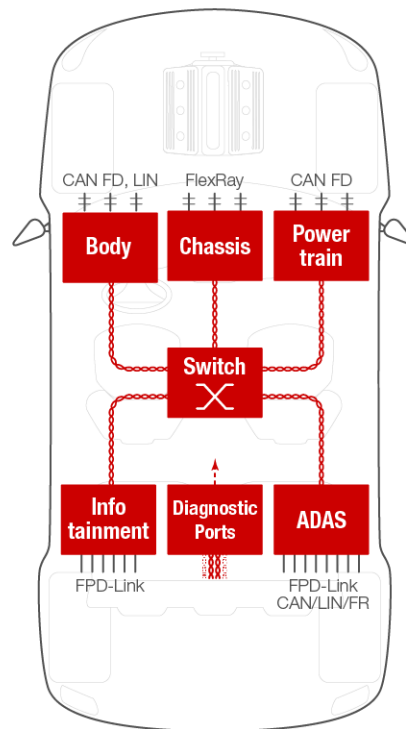 CAN FD, LIN
FlexRay
CAN FD
Body
Chassis
Power
train
Switch
Info
tainment
Diagnostic
Ports
ADAS
FPD-Link
FPD-Link
CAN/LIN/FR